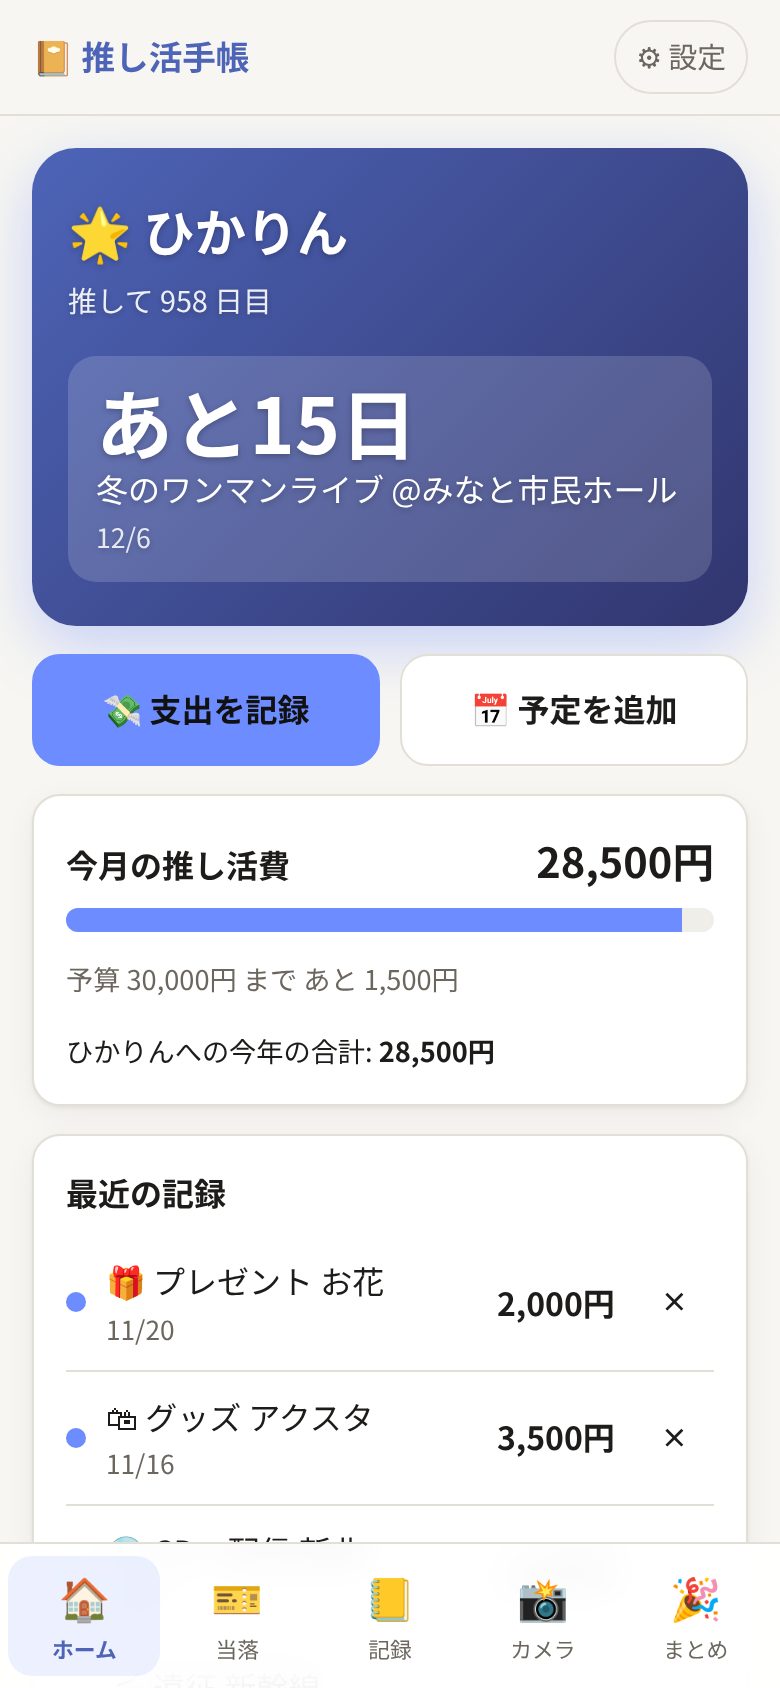 推し活手帳
設定
ひかりん
推して 958 日目
あと15日
冬のワンマンライブ @みなと市民ホール
12/6
支出を記録
予定を追加
今月の推し活費 28,500円
予算 30,000円 まで あと 1,500円
ひかりんへの今年の合計: 28,500円
最近の記録
プレゼント お花 2,000円 ×
11/20
グッズ アクスタ 3,500円 ×
11/16
ホーム 当落 記録 カメラ まとめ